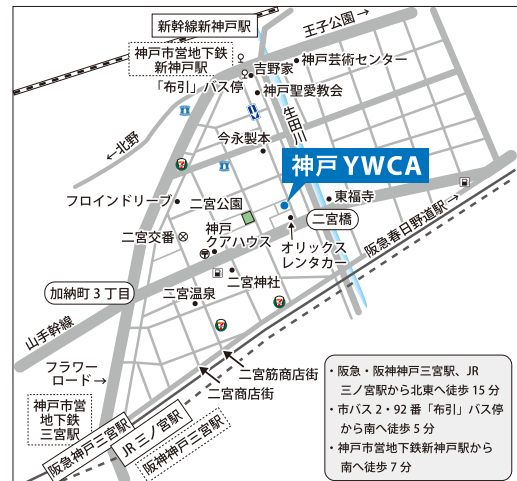 新幹線新神戸駅
王子公園→
神戸市営地下鉄
新神戸駅
吉野家
神戸芸術センター
「布引」バス停
神戸聖愛教会
生田川
←北野
今永製本
神戸 YWCA
フロインドリーブ
二宮公園
東福寺
二宮交番
神戸
クアハウス
二宮橋
オリックス
レンタカー
阪急春日野道駅→
二宮神社
加納町3丁目
二宮温泉
山手幹線
二宮筋商店街
二宮商店街
フラワー
ロード→
神戸市営
地下鉄
三宮駅
阪急神戸三宮駅
JR 三ノ宮駅
阪神神戸三宮駅
・阪急・阪神神戸三宮駅、JR
三ノ宮駅から北東へ徒歩 15 分
・市バス 2・92 番「布引」バス停
から南へ徒歩 5 分
・神戸市営地下鉄新神戸駅から
南へ徒歩 7 分